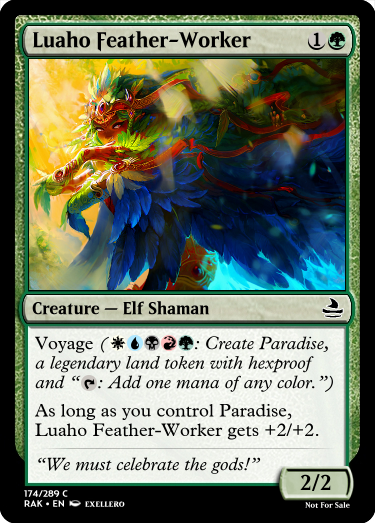 Luaho Feather-Worker 1
Creature — Elf Shaman
Voyage ( : Create Paradise,
a legendary land token with hexproof
and “ : Add one mana of any color.”)
As long as you control Paradise,
Luaho Feather-Worker gets +2/+2.
“We must celebrate the gods!”
2/2
174/289 C
RAK • EN EXELLERO
Not For Sale